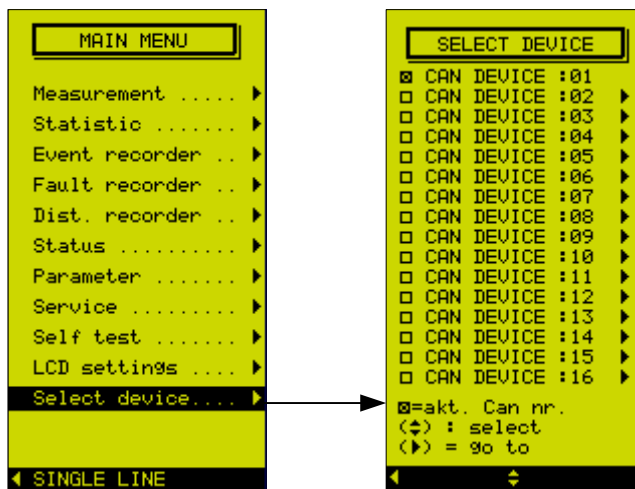 MAIN MENU
Measurement ..... ▶
Statistic ....... ▶
Event recorder .. ▶
Fault recorder .. ▶
Dist. recorder .. ▶
Status .......... ▶
Parameter ....... ▶
Service ......... ▶
Self test ....... ▶
LCD settings .... ▶
Select device.... ▶
◀ SINGLE LINE
SELECT DEVICE
⊠ CAN DEVICE :01
□ CAN DEVICE :02 ▶
□ CAN DEVICE :03 ▶
□ CAN DEVICE :04 ▶
□ CAN DEVICE :05 ▶
□ CAN DEVICE :06 ▶
□ CAN DEVICE :07 ▶
□ CAN DEVICE :08 ▶
□ CAN DEVICE :09 ▶
□ CAN DEVICE :10 ▶
□ CAN DEVICE :11 ▶
□ CAN DEVICE :12 ▶
□ CAN DEVICE :13 ▶
□ CAN DEVICE :14 ▶
□ CAN DEVICE :15 ▶
□ CAN DEVICE :16 ▶
⊠=akt. Can nr.
(♦) : select
(▶) = go to